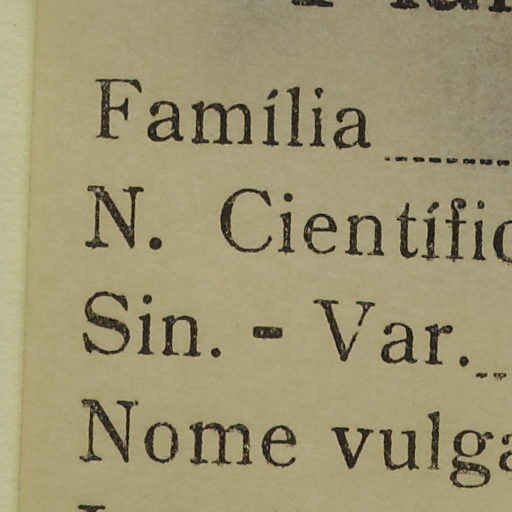 Família
N. Científic
Sin. - Var.
Nome vulga